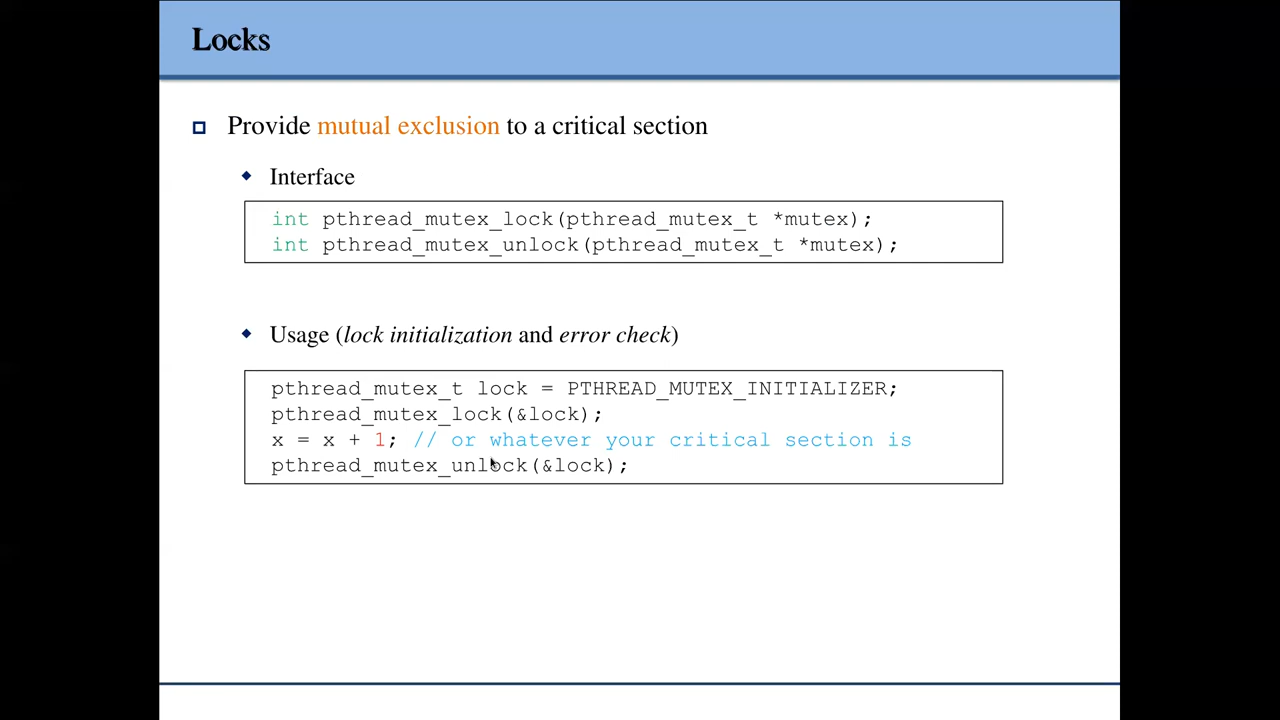 Locks
Provide mutual exclusion to a critical section
Interface
int pthread_mutex_lock(pthread_mutex_t *mutex);
int pthread_mutex_unlock(pthread_mutex_t *mutex);
Usage (lock initialization and error check)
pthread_mutex_t lock = PTHREAD_MUTEX_INITIALIZER;
pthread_mutex_lock(&lock);
x = x + 1; // or whatever your critical section is
pthread_mutex_unlock(&lock);